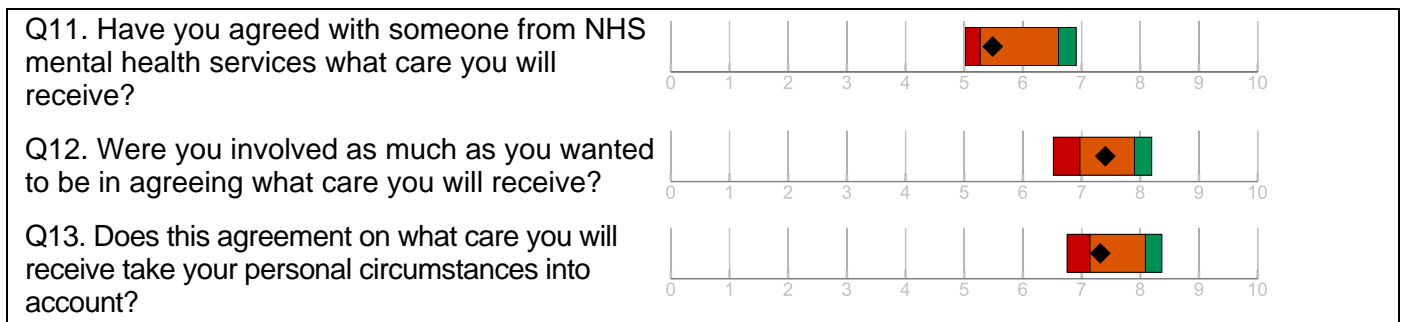 Q11. Have you agreed with someone from NHS
mental health services what care you will
receive?
0 1 2 3 4 5 6 7 8 9 10
Q12. Were you involved as much as you wanted
to be in agreeing what care you will receive?
0 1 2 3 4 5 6 7 8 9 10
Q13. Does this agreement on what care you will
receive take your personal circumstances into
account?
0 1 2 3 4 5 6 7 8 9 10